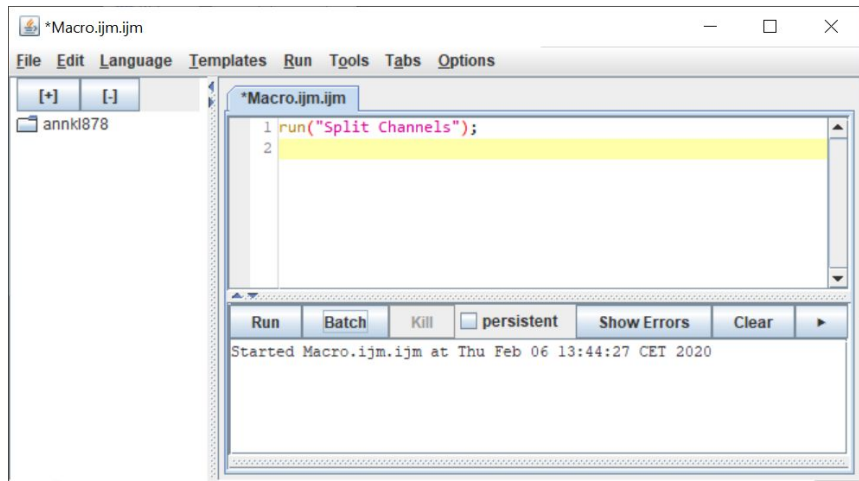 *Macro.ijm.ijm
File Edit Language Templates Run Tools Tabs Options
[+] [-]
annkl878
*Macro.ijm.ijm
1 run("Split Channels");
2
Run Batch Kill persistent Show Errors Clear
Started Macro.ijm.ijm at Thu Feb 06 13:44:27 CET 2020